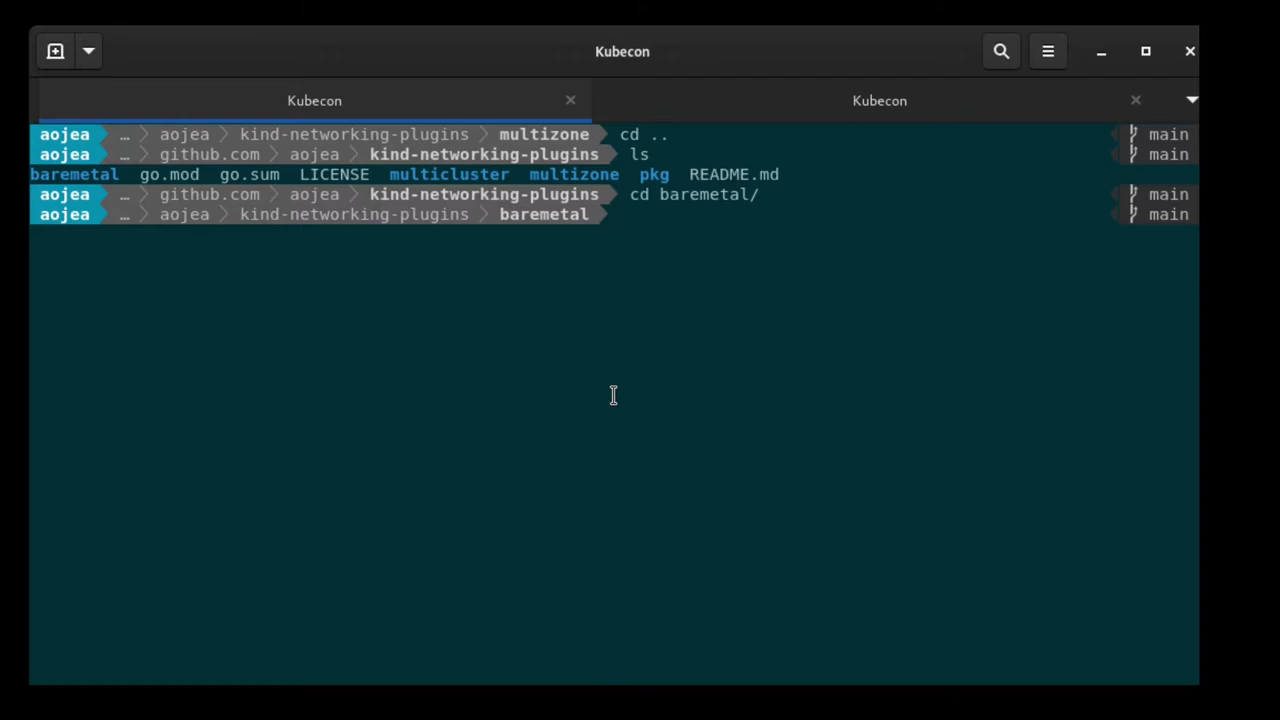 Kubecon
Kubecon
Kubecon
aojea … aojea kind-networking-plugins multizone cd .. main
aojea … github.com aojea kind-networking-plugins ls main
baremetal go.mod go.sum LICENSE multicluster multizone pkg README.md
aojea … github.com aojea kind-networking-plugins cd baremetal/ main
aojea … aojea kind-networking-plugins baremetal main